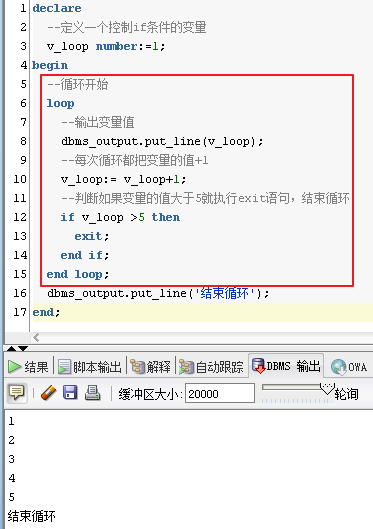 1 declare
2 --定义一个控制if条件的变量
3 v_loop number:=1;
4 begin
5 --循环开始
6 loop
7 --输出变量值
8 dbms_output.put_line(v_loop);
9 --每次循环都把变量的值+1
10 v_loop:= v_loop+1;
11 --判断如果变量的值大于5就执行exit语句，结束循环
12 if v_loop >5 then
13 exit;
14 end if;
15 end loop;
16 dbms_output.put_line('结束循环');
17 end;
结果 脚本输出 解释 自动跟踪 DBMS 输出 OWA
缓冲区大小: 20000 轮询
1
2
3
4
5
结束循环